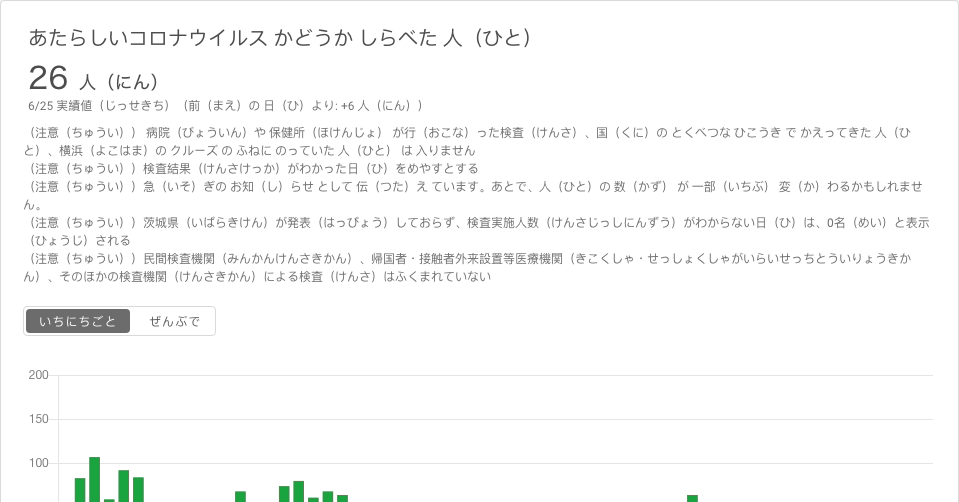 あたらしいコロナウイルス かどうか しらべた 人（ひと）
26 人（にん）
6/25 実績値（じっせきち）（前（まえ）の 日（ひ）より: +6 人（にん））
（注意（ちゅうい）） 病院（びょういん）や 保健所（ほけんじょ） が行（おこな）った検査（けんさ）、国（くに）の とくべつな ひこうき で かえってきた 人（ひ
と）、横浜（よこはま）の クルーズ の ふねに のっていた 人（ひと） は 入りません
（注意（ちゅうい））検査結果（けんさけっか）がわかった日（ひ）をめやすとする
（注意（ちゅうい））急（いそ）ぎの お知（し）らせ として 伝（つた）え ています。あとで、人（ひと）の 数（かず） が 一部（いちぶ） 変（か）わるかもしれませ
ん。
（注意（ちゅうい））茨城県（いばらきけん）が発表（はっぴょう）しておらず、検査実施人数（けんさじっしにんずう）がわからない日（ひ）は、0名（めい）と表示
（ひょうじ）される
（注意（ちゅうい））民間検査機関（みんかんけんさきかん）、帰国者・接触者外来設置等医療機関（きこくしゃ・せっしょくしゃがいらいせっちとういりょうきか
ん）、そのほかの検査機関（けんさきかん）による検査（けんさ）はふくまれていない
いちにちごと ぜんぶで
200
150
100